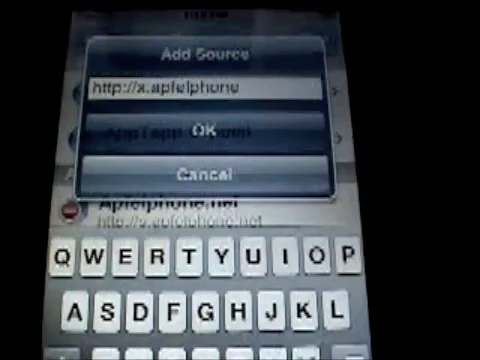 Add Source
http://x.apfelphone
OK
Cancel
Apfelphone.net
http://x.apfelphone.net
Q W E R T Y U I O P
A S D F G H J K L